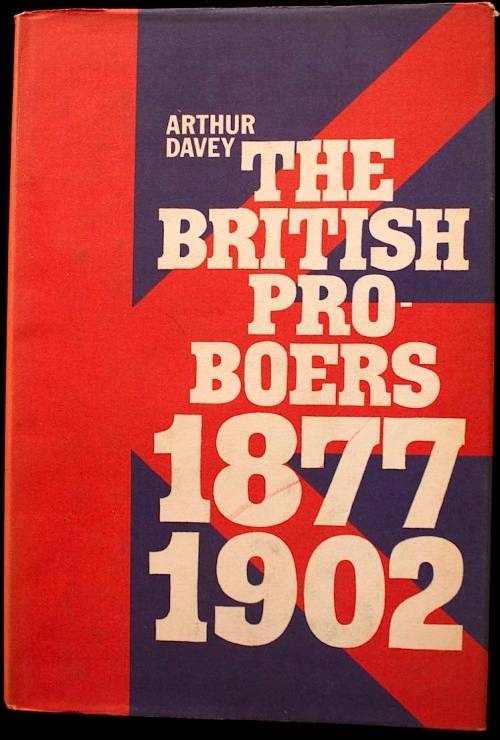 ARTHUR
DAVEY
THE
BRITISH
PRO-
BOERS
1877
1902